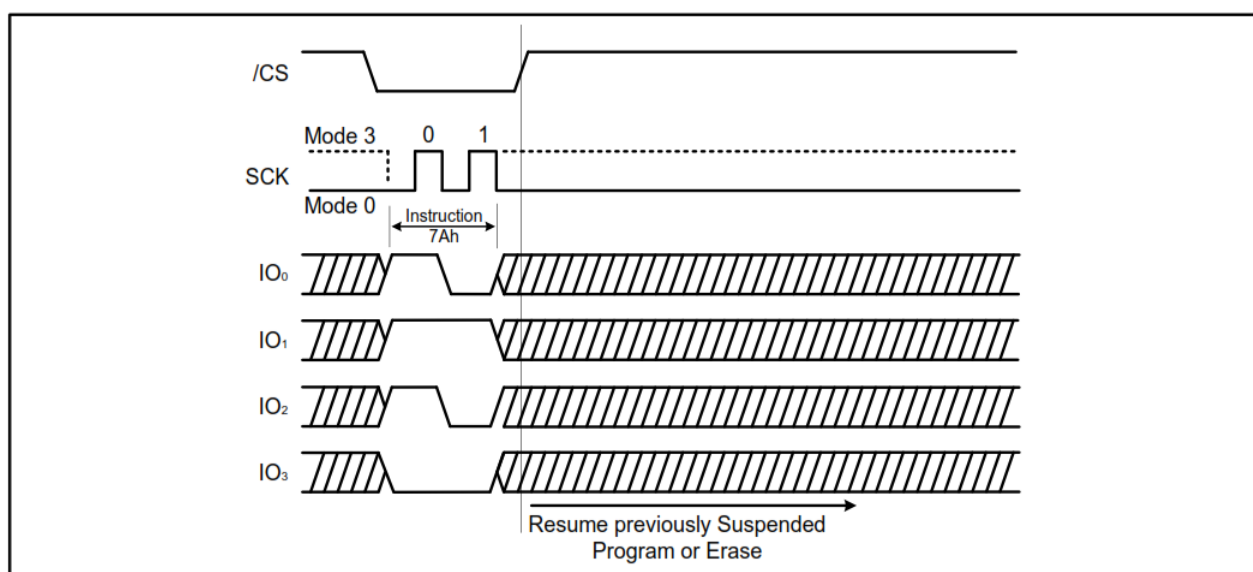 /CS
Mode 3
0
1
SCK
Mode 0
Instruction
7Ah
IO₀
IO₁
IO₂
IO₃
Resume previously Suspended
Program or Erase